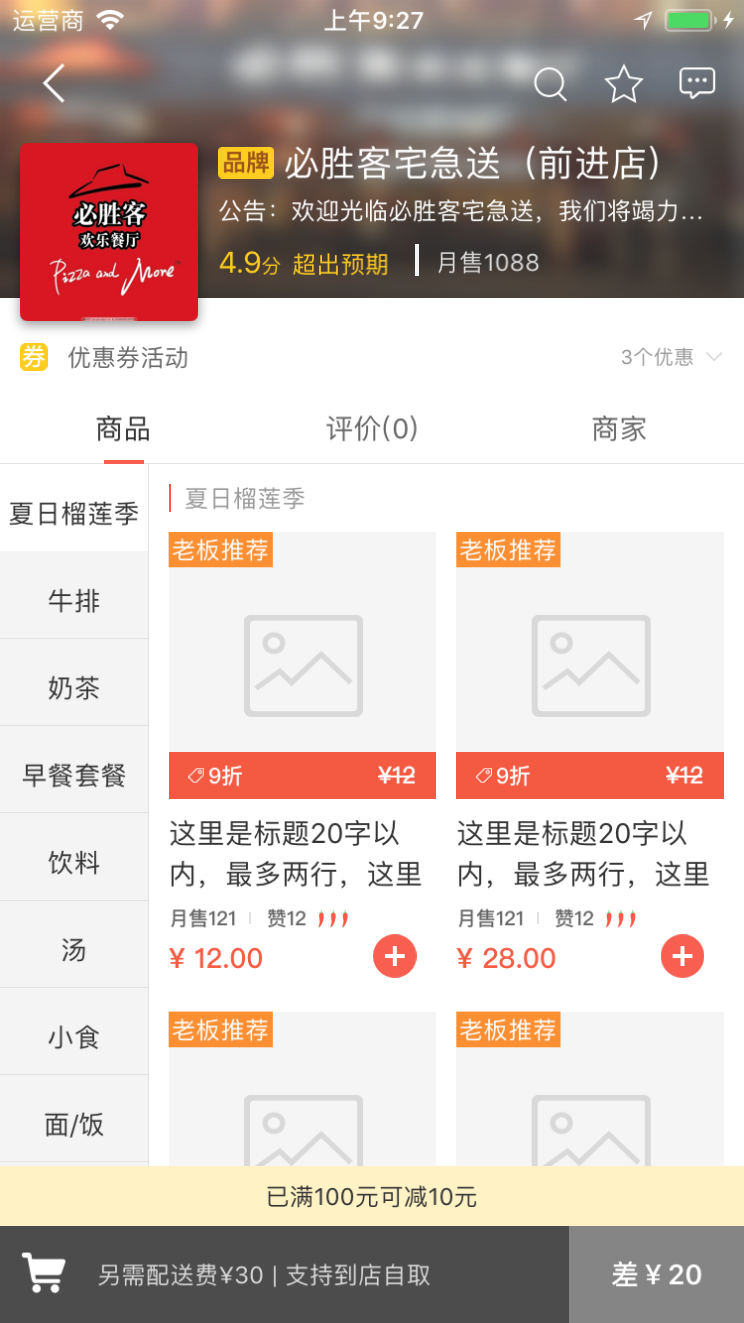 运营商
上午9:27
必胜客
欢乐餐厅
Pizza and More
品牌 必胜客宅急送（前进店）
公告：欢迎光临必胜客宅急送，我们将竭力...
4.9分 超出预期 月售1088
券 优惠券活动 3个优惠
商品 评价(0) 商家
夏日榴莲季
牛排
奶茶
早餐套餐
饮料
汤
小食
面/饭
夏日榴莲季
老板推荐
9折 ¥12
这里是标题20字以
内，最多两行，这里
月售121 赞12
¥ 12.00
老板推荐
9折 ¥12
这里是标题20字以
内，最多两行，这里
月售121 赞12
¥ 28.00
老板推荐
老板推荐
已满100元可减10元
另需配送费¥30 | 支持到店自取
差 ¥ 20